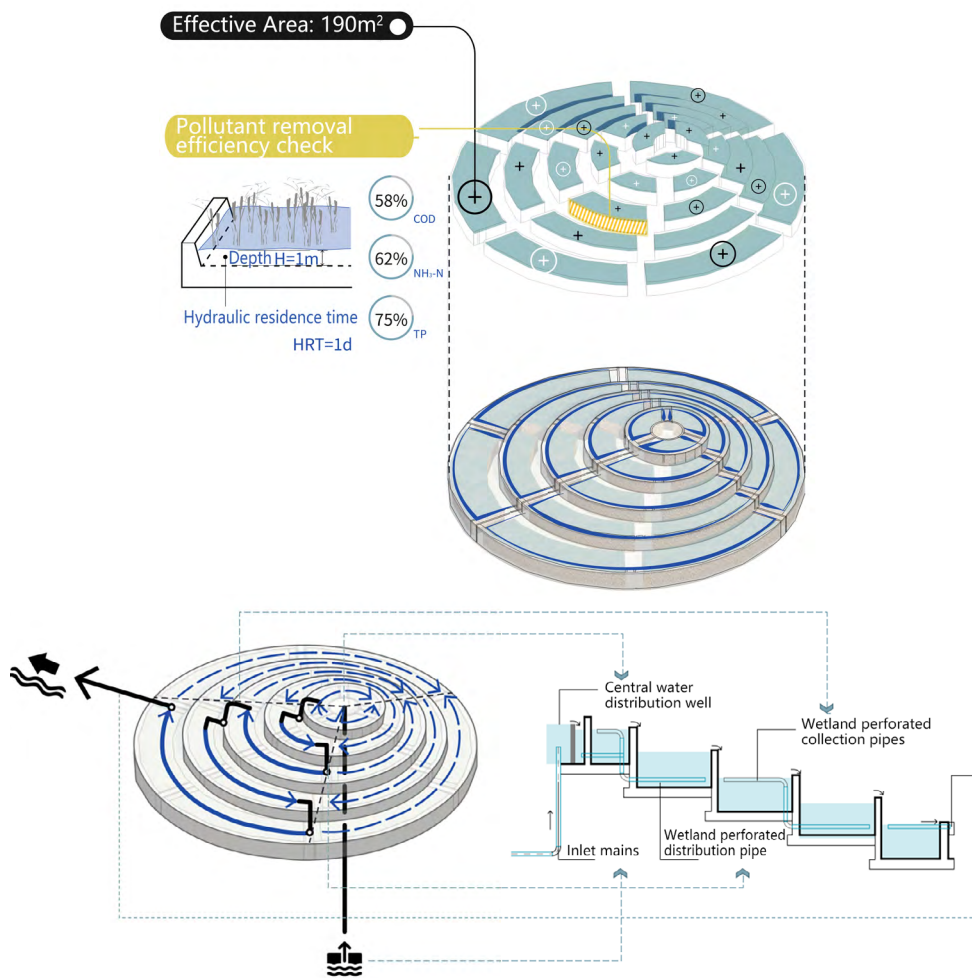 Effective Area: 190m²
Pollutant removal
efficiency check
58%
COD
Depth H=1m
62%
NH₃-N
Hydraulic residence time
HRT=1d
75%
TP
Central water
distribution well
Wetland perforated
collection pipes
Inlet mains
Wetland perforated
distribution pipe